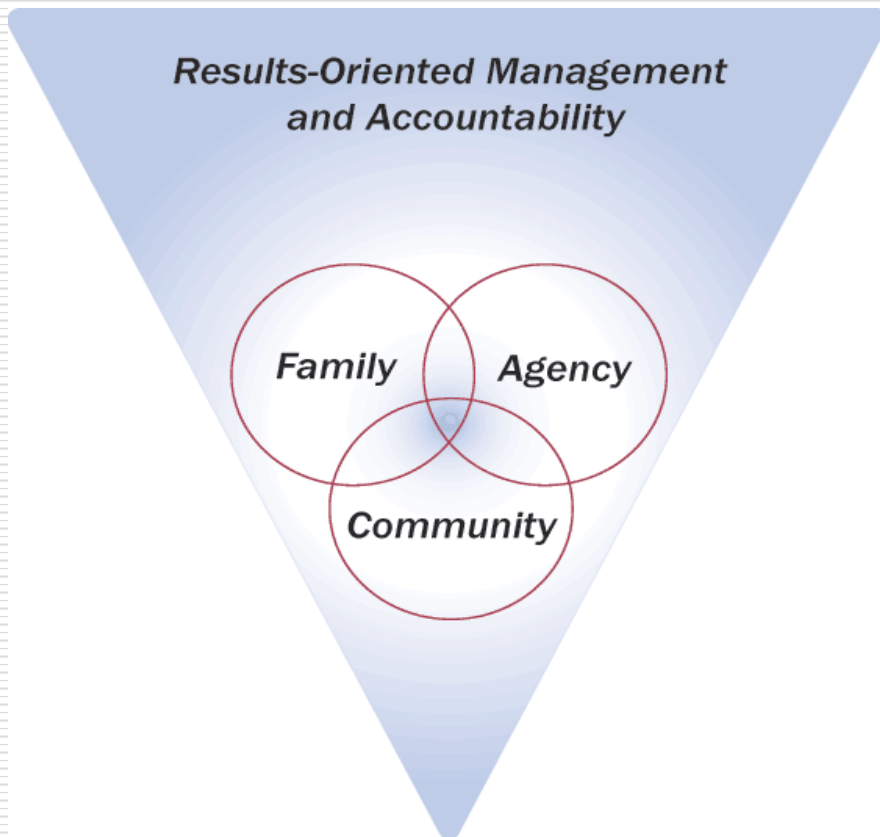 Results-Oriented Management
and Accountability
Family
Agency
Community